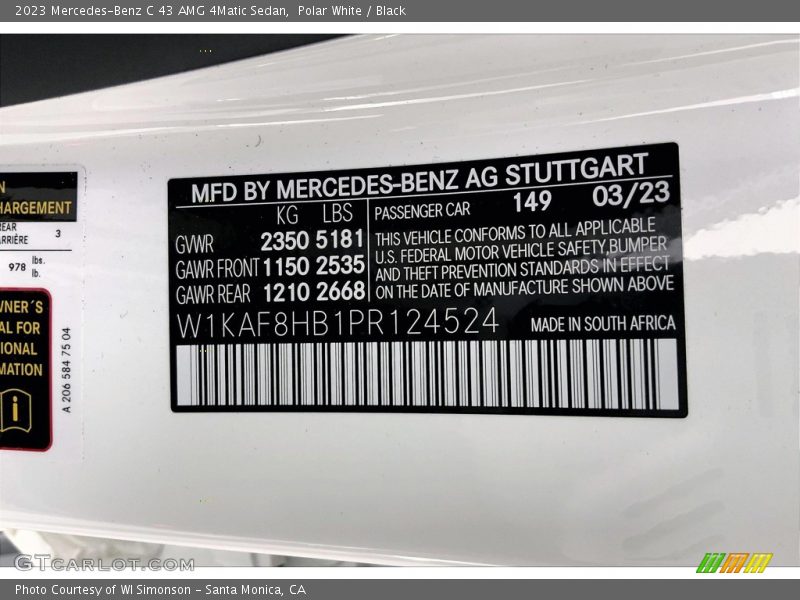 2023 Mercedes-Benz C 43 AMG 4Matic Sedan, Polar White / Black
MFD BY MERCEDES-BENZ AG STUTTGART
KG LBS
GVWR 2350 5181
GAWR FRONT 1150 2535
GAWR REAR 1210 2668
PASSENGER CAR 149 03/23
THIS VEHICLE CONFORMS TO ALL APPLICABLE
U.S. FEDERAL MOTOR VEHICLE SAFETY,BUMPER
AND THEFT PREVENTION STANDARDS IN EFFECT
ON THE DATE OF MANUFACTURE SHOWN ABOVE
W1KAF8HB1PR124524 MADE IN SOUTH AFRICA
N
HARGEMENT
REAR
ARRIÈRE 3
978 lbs.
lb.
WNER´S
AL FOR
IONAL
MATION
i
A 206 584 75 04
GTcarlot.com
Photo Courtesy of WI Simonson - Santa Monica, CA